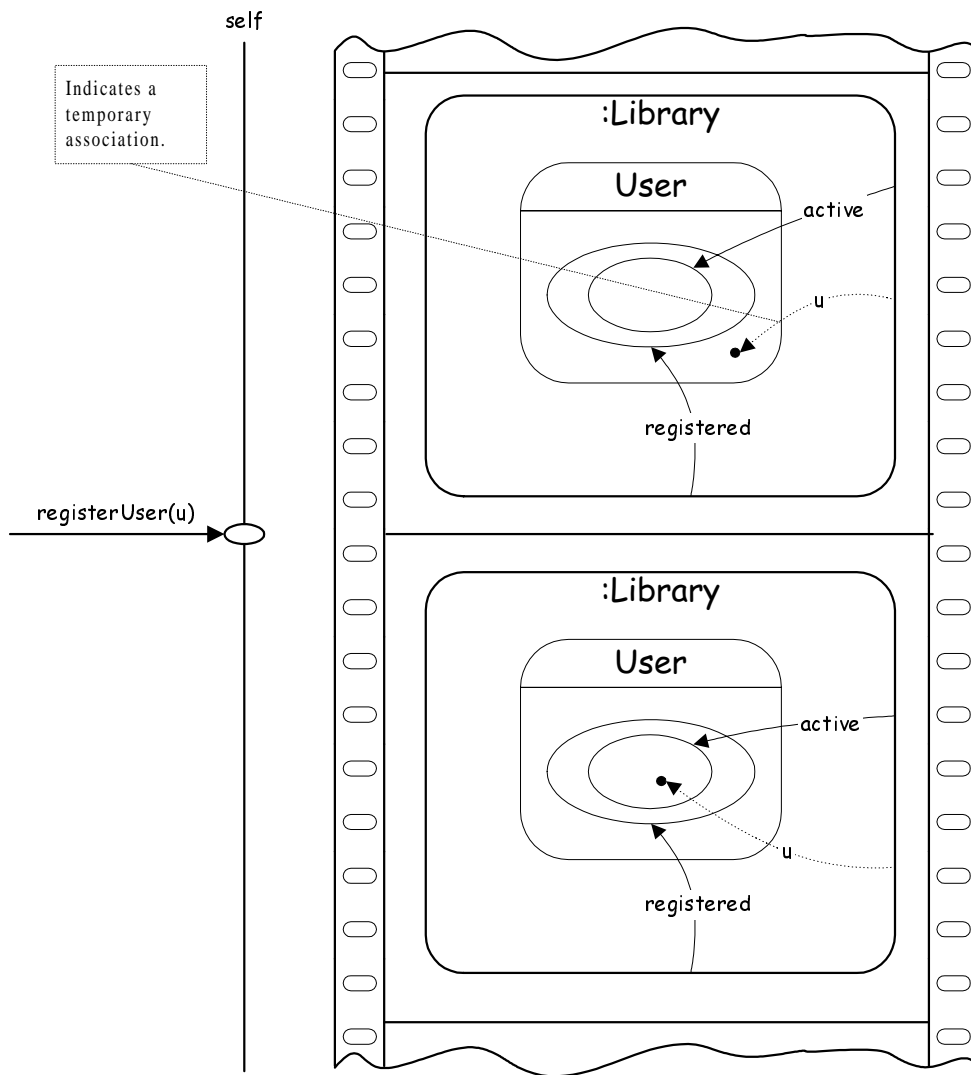 self
Indicates a
temporary
association.
:Library
User
active
u
registered
registerUser(u)
:Library
User
active
u
registered